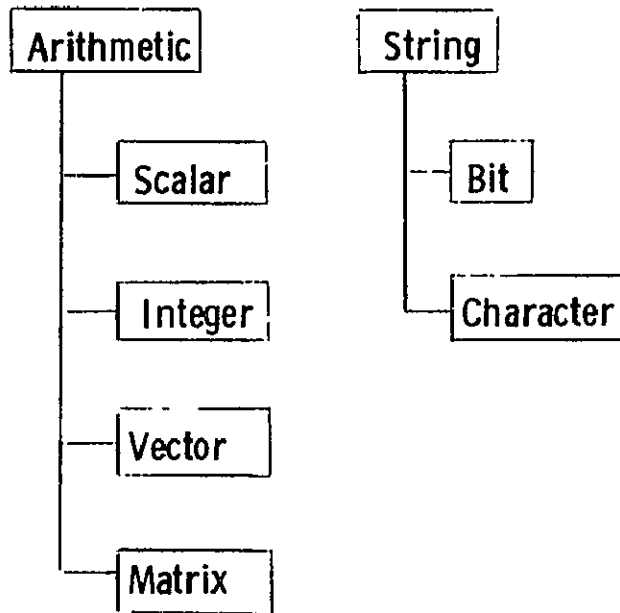 Arithmetic
Scalar
Integer
Vector
Matrix
String
Bit
Character